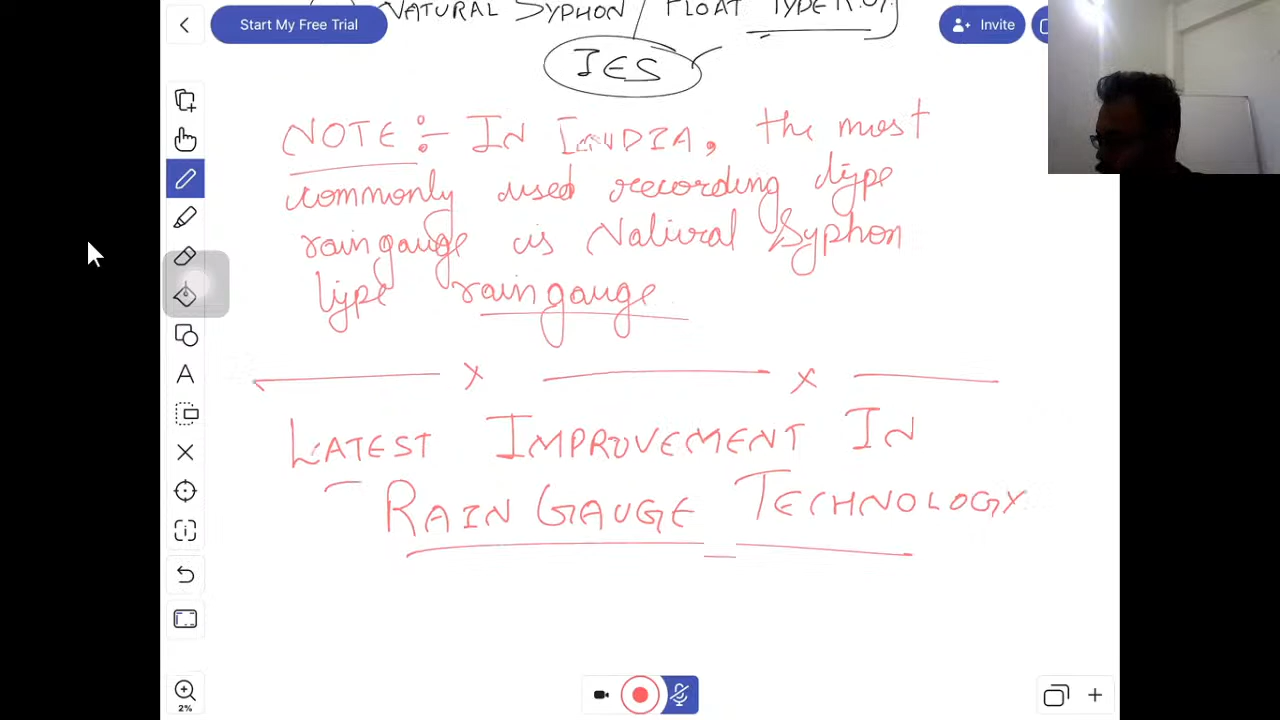 Start My Free Trial
NATURAL SYPHON / FLOAT TYPE R.G)
Invite
IES
NOTE :- IN INDIA, the most
commonly used recording type
raingauge is Natural Syphon
type raingauge
x x
LATEST IMPROVEMENT IN
RAIN GAUGE TECHNOLOGY
A
2%